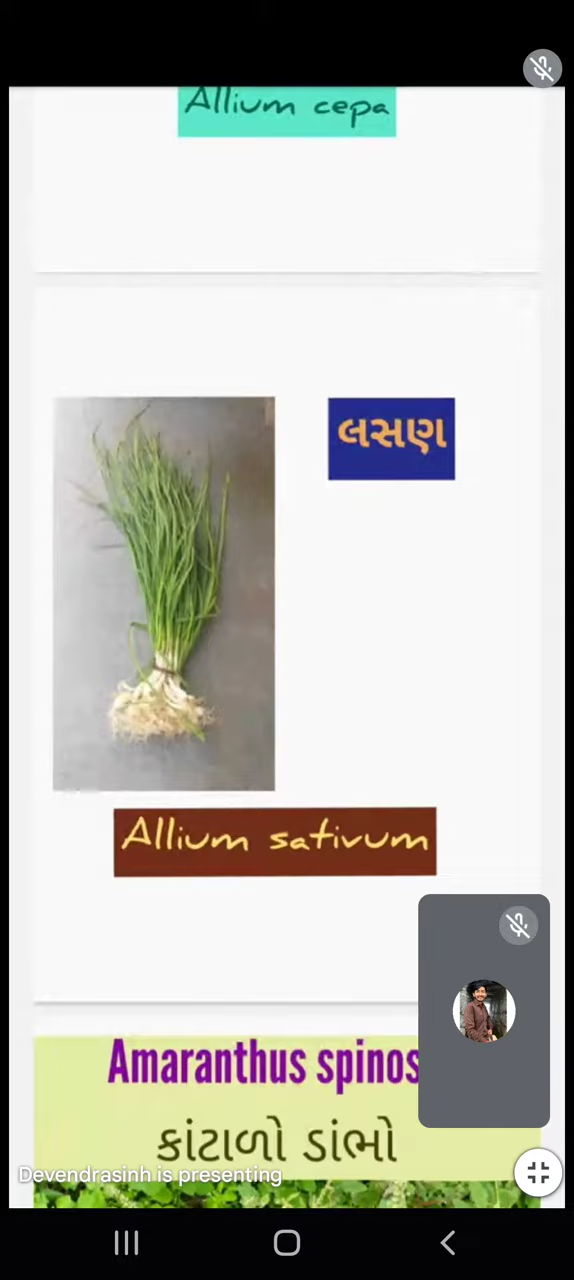 Allium cepa
લસણ
Allium sativum
Amaranthus spinos
કાંટાળો ડાંભો
Devendrasinh is presenting